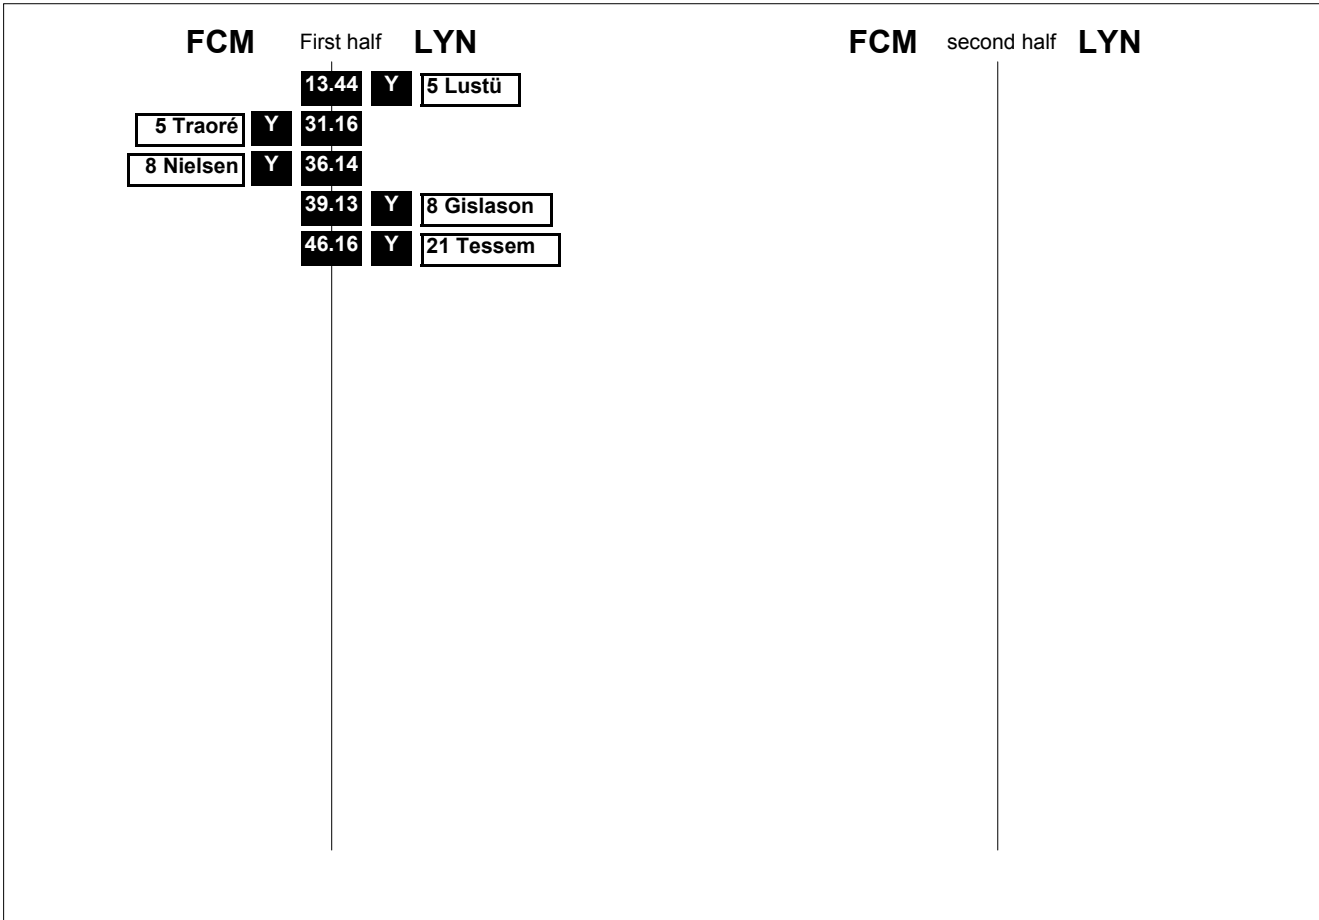 FCM First half LYN
13.44 Y 5 Lustü
5 Traoré Y 31.16
8 Nielsen Y 36.14
39.13 Y 8 Gislason
46.16 Y 21 Tessem
FCM second half LYN